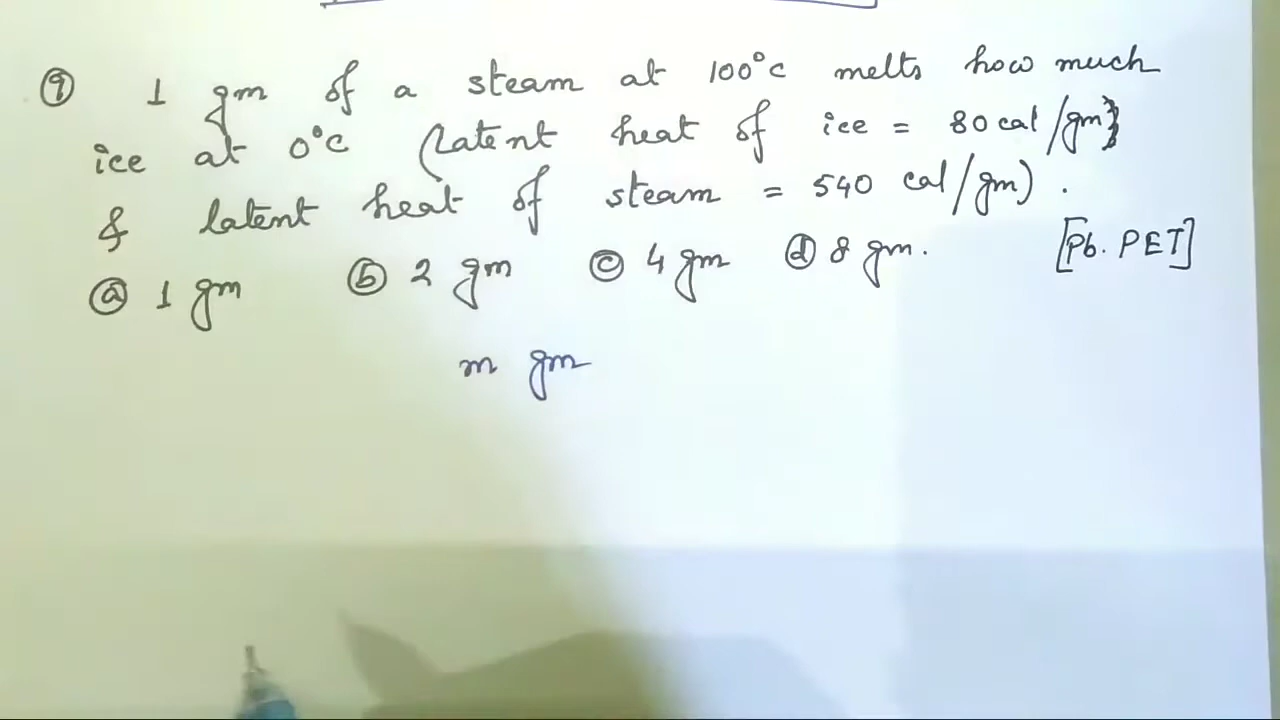 9 1 gm of a steam at 100°c melts how much
ice at 0°c (latent heat of ice = 80 cal/gm}
& latent heat of steam = 540 cal/gm).
[Pb. PET]
a 1 gm b 2 gm c 4 gm d 8 gm.
m gm